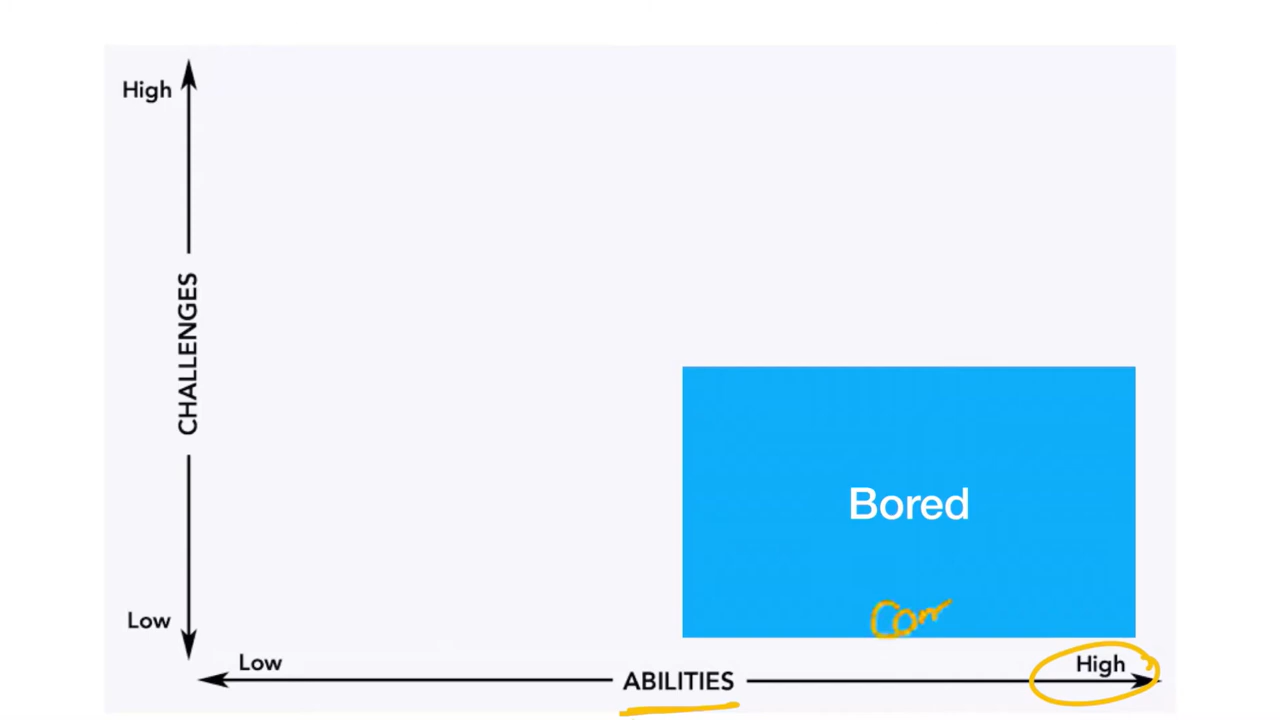 High
CHALLENGES
Bored
Low
Low
High
ABILITIES